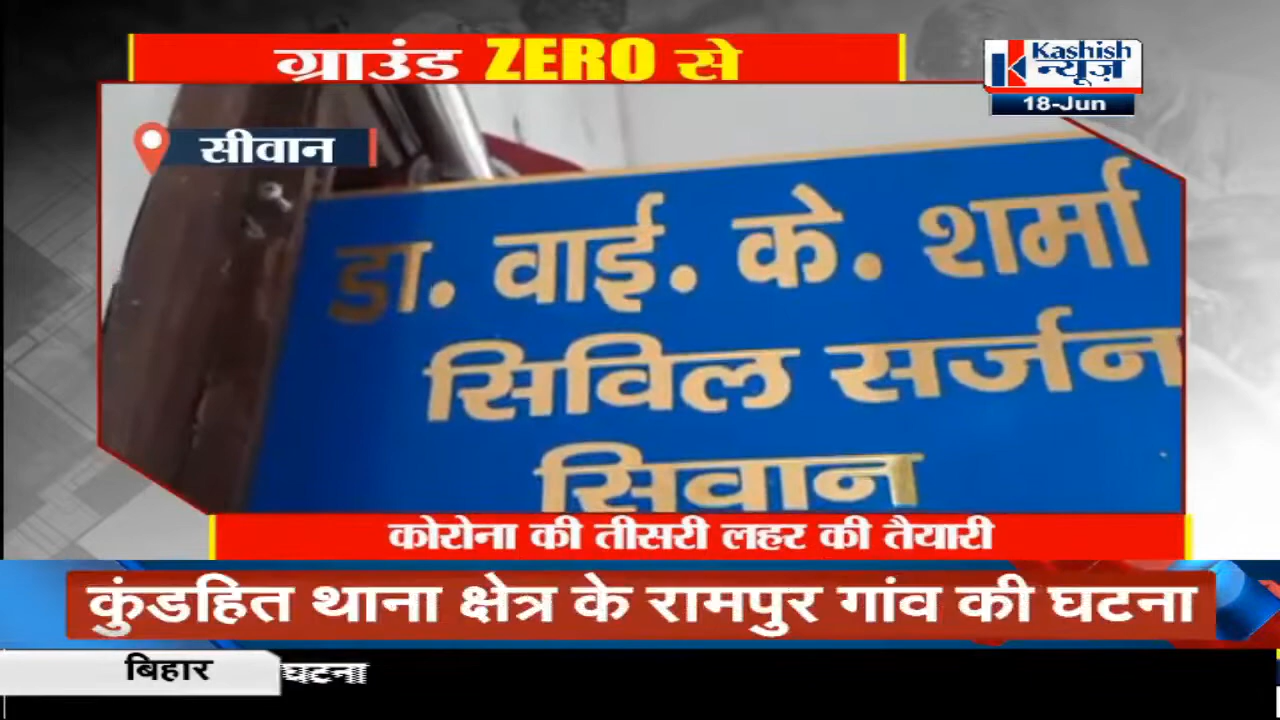 ग्राउंड ZERO से
Kashish
न्यूज़
18-Jun
सीवान
डा. वाई. के. शर्मा
सिविल सर्जन
सिवान
कोरोना की तीसरी लहर की तैयारी
कुंडहित थाना क्षेत्र के रामपुर गांव की घटना
बिहार
घटना